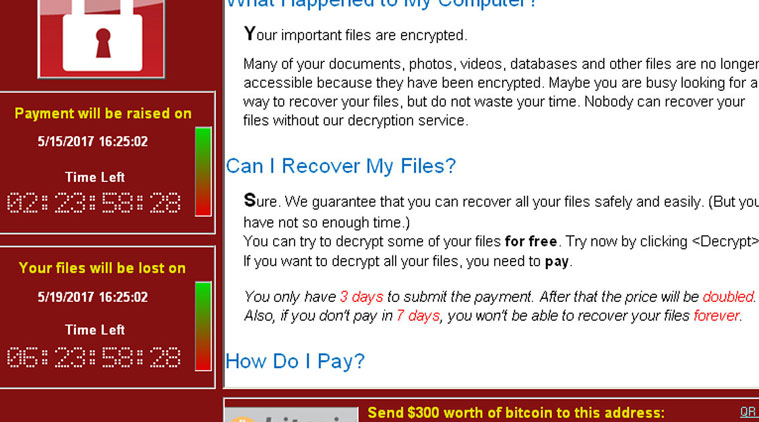 What Happened to My Computer?
Your important files are encrypted.
Many of your documents, photos, videos, databases and other files are no longer
accessible because they have been encrypted. Maybe you are busy looking for a
way to recover your files, but do not waste your time. Nobody can recover your
files without our decryption service.
Can I Recover My Files?
Sure. We guarantee that you can recover all your files safely and easily. (But you
have not so enough time.)
You can try to decrypt some of your files for free. Try now by clicking <Decrypt>
If you want to decrypt all your files, you need to pay.
You only have 3 days to submit the payment. After that the price will be doubled.
Also, if you don't pay in 7 days, you won't be able to recover your files forever.
How Do I Pay?
Payment will be raised on
5/15/2017 16:25:02
Time Left
02:23:58:28
Your files will be lost on
5/19/2017 16:25:02
Time Left
06:23:58:28
bitcoin
Send $300 worth of bitcoin to this address:
QR